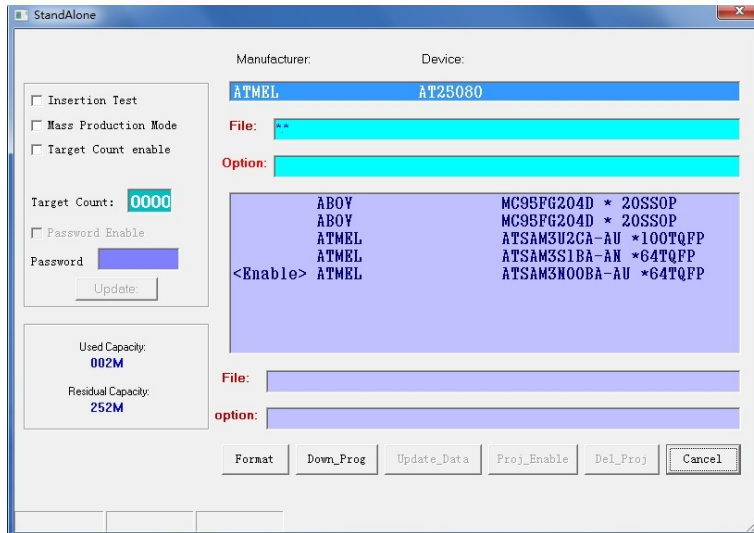 StandAlone
Manufacturer: Device:
ATMEL AT25080
Insertion Test
Mass Production Mode
Target Count enable
File: *.*
Option:
Target Count: 0000
Password Enable
Password
Update:
ABOV MC95FG204D * 20SSOP
ABOV MC95FG204D * 20SSOP
ATMEL ATSAM3U2CA-AU *100TQFP
ATMEL ATSAM3S1BA-AN *64TQFP
<Enable> ATMEL ATSAM3N00BA-AU *64TQFP
Used Capacity:
002M
Residual Capacity:
252M
File:
option:
Format Down_Prog Update_Data Proj_Enable Del_Proj Cancel